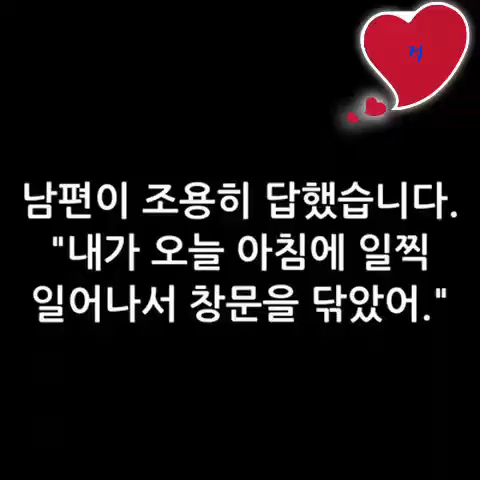 남편이 조용히 답했습니다.
"내가 오늘 아침에 일찍
일어나서 창문을 닦았어."